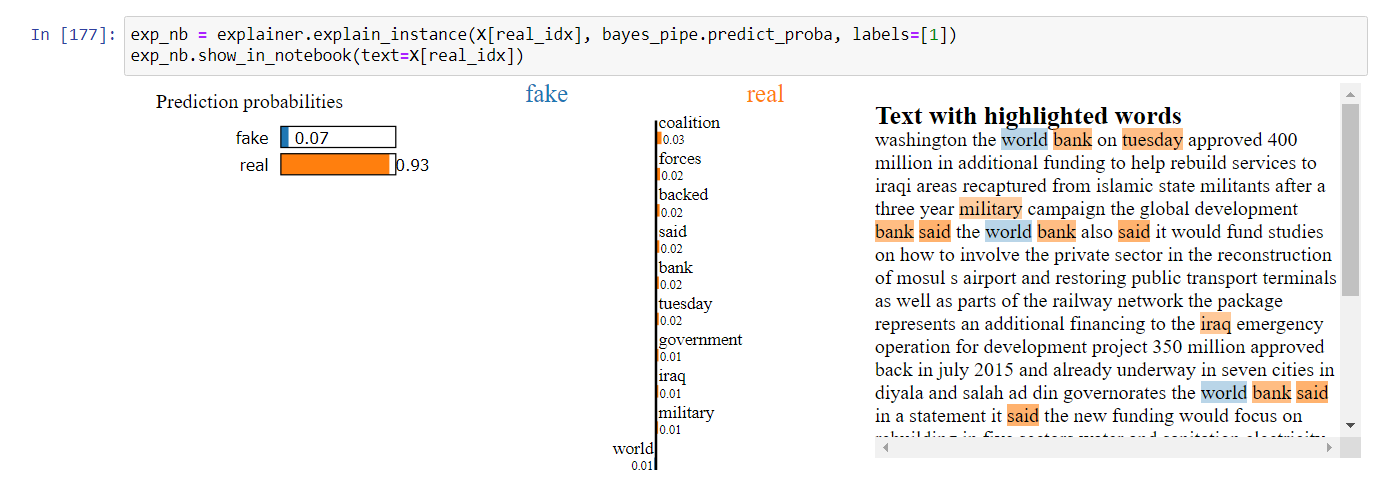 In [177]: exp_nb = explainer.explain_instance(X[real_idx], bayes_pipe.predict_proba, labels=[1])
exp_nb.show_in_notebook(text=X[real_idx])
Prediction probabilities
fake 0.07
real 0.93
fake real
coalition
0.03
forces
0.02
backed
0.02
said
0.02
bank
0.02
tuesday
0.02
government
0.01
iraq
0.01
military
0.01
world
0.01
Text with highlighted words
washington the world bank on tuesday approved 400
million in additional funding to help rebuild services to
iraqi areas recaptured from islamic state militants after a
three year military campaign the global development
bank said the world bank also said it would fund studies
on how to involve the private sector in the reconstruction
of mosul s airport and restoring public transport terminals
as well as parts of the railway network the package
represents an additional financing to the iraq emergency
operation for development project 350 million approved
back in july 2015 and already underway in seven cities in
diyala and salah ad din governorates the world bank said
in a statement it said the new funding would focus on
rebuilding in five sectors water and sanitation electricity